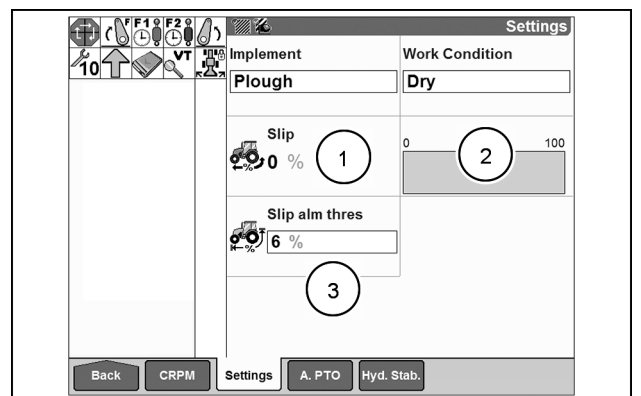 Settings
F F1 F2
10 VT
Implement
Work Condition
Plough
Dry
Slip
0 %
1
0 100
2
Slip alm thres
6 %
3
Back CRPM Settings A. PTO Hyd. Stab.